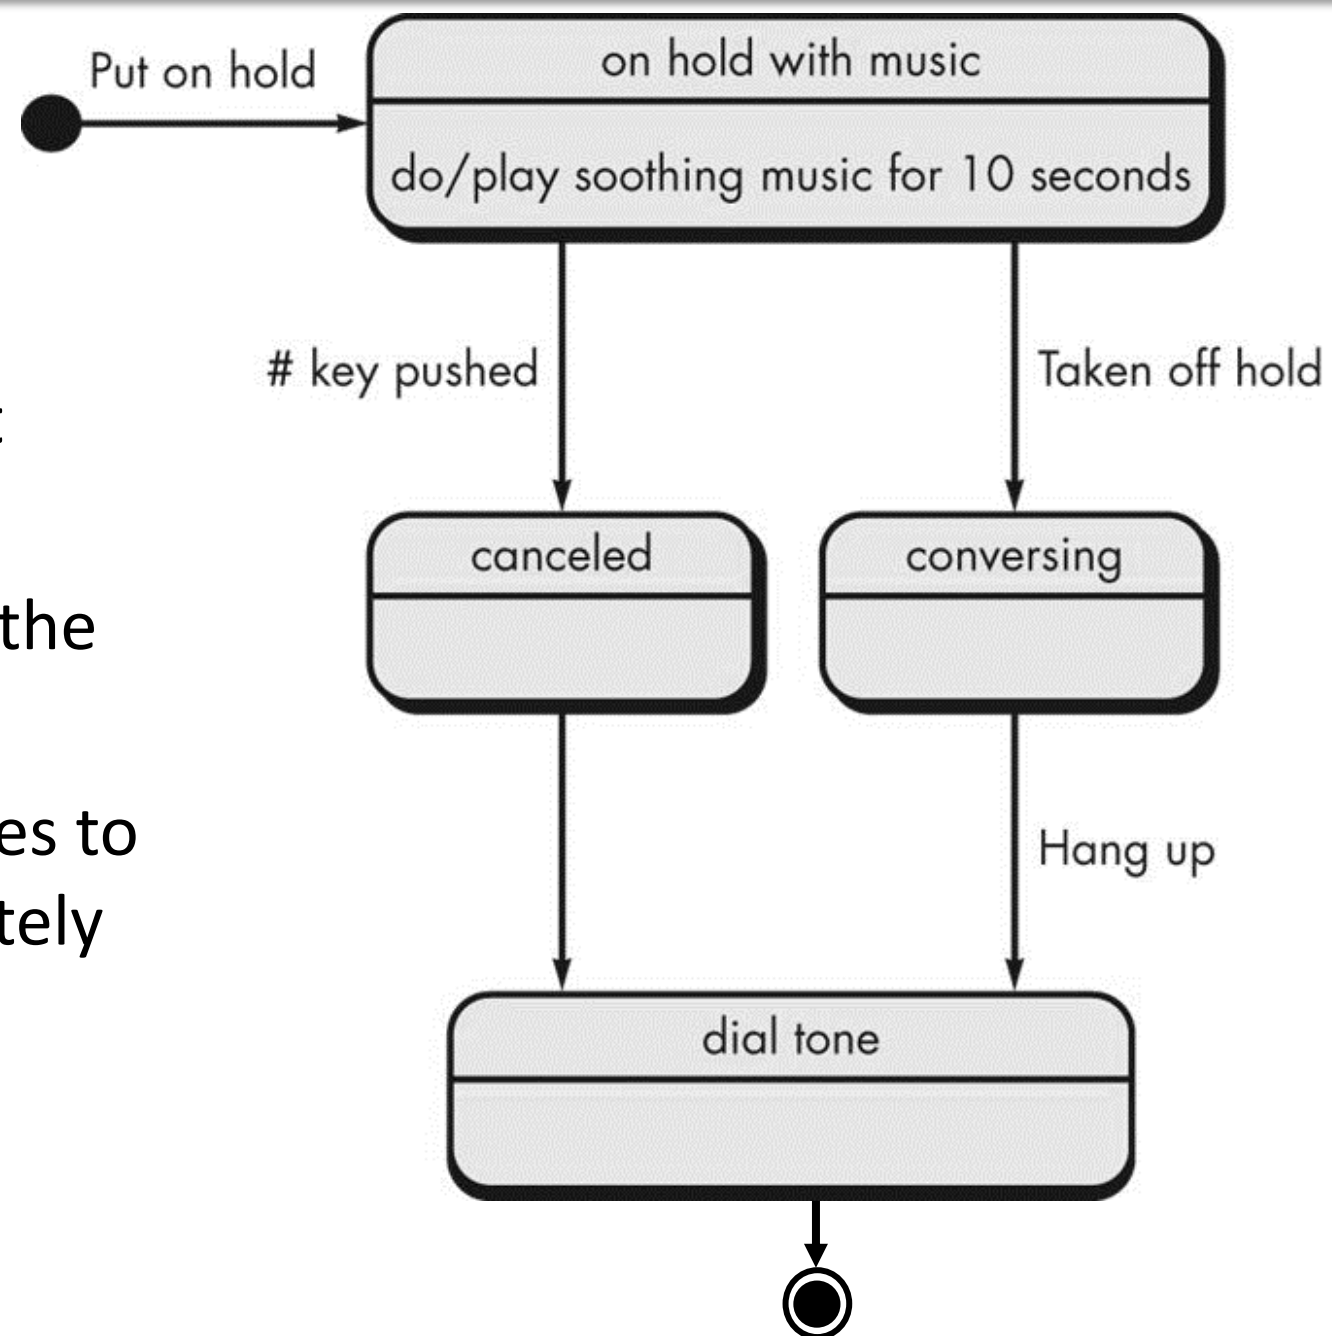 Put on hold
on hold with music
do/play soothing music for 10 seconds
# key pushed
Taken off hold
the
canceled
conversing
es to
tely
Hang up
dial tone